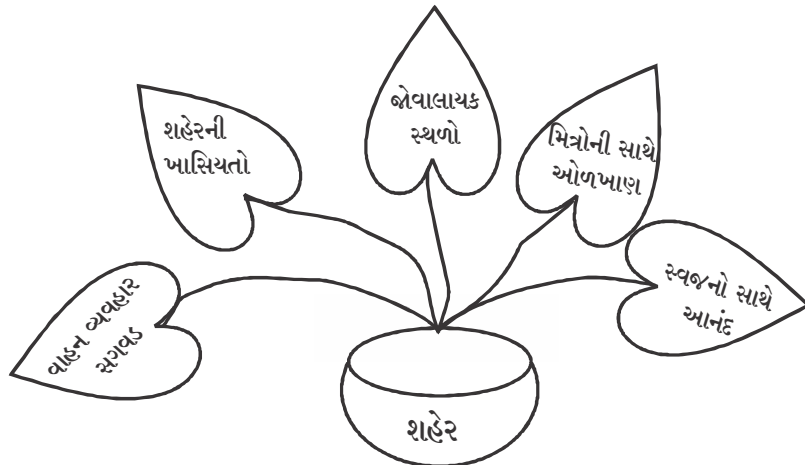 જોવાલાયક
સ્થળો
શહેરની
ખાસિયતો
મિત્રોની સાથે
ઓળખાણ
વાહન વ્યવહાર
સગવડ
સ્વજનો સાથે
આનંદ
શહેર